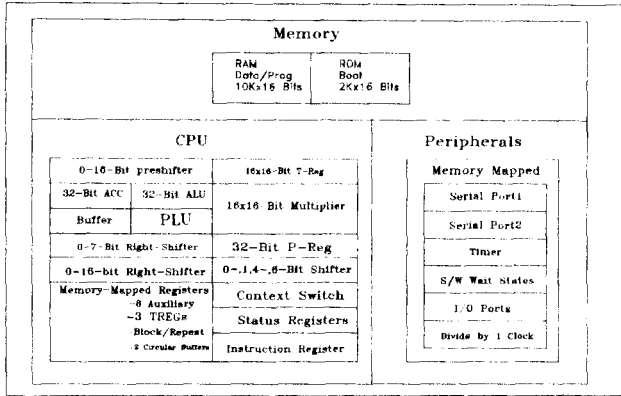 Memory
RAM
Data/Prog
10Kx16 Bits
ROM
Boot
2Kx16 Bits
CPU
0-16-Bit preshifter
16x16-Bit T-Reg
32-Bit ACC
32-Bit ALU
16x16-Bit Multiplier
Buffer
PLU
0-7-Bit Right-Shifter
32-Bit P-Reg
0-16-bit Right-Shifter
0-,1,4-,6-Bit Shifter
Memory-Mapped Registers
-8 Auxiliary
-3 TREGs
-Block/Repeat
-2 Circular Buffers
Context Switch
Status Registers
Instruction Register
Peripherals
Memory Mapped
Serial Port1
Serial Port2
Timer
S/W Wait States
I/O Ports
Divide by 1 Clock